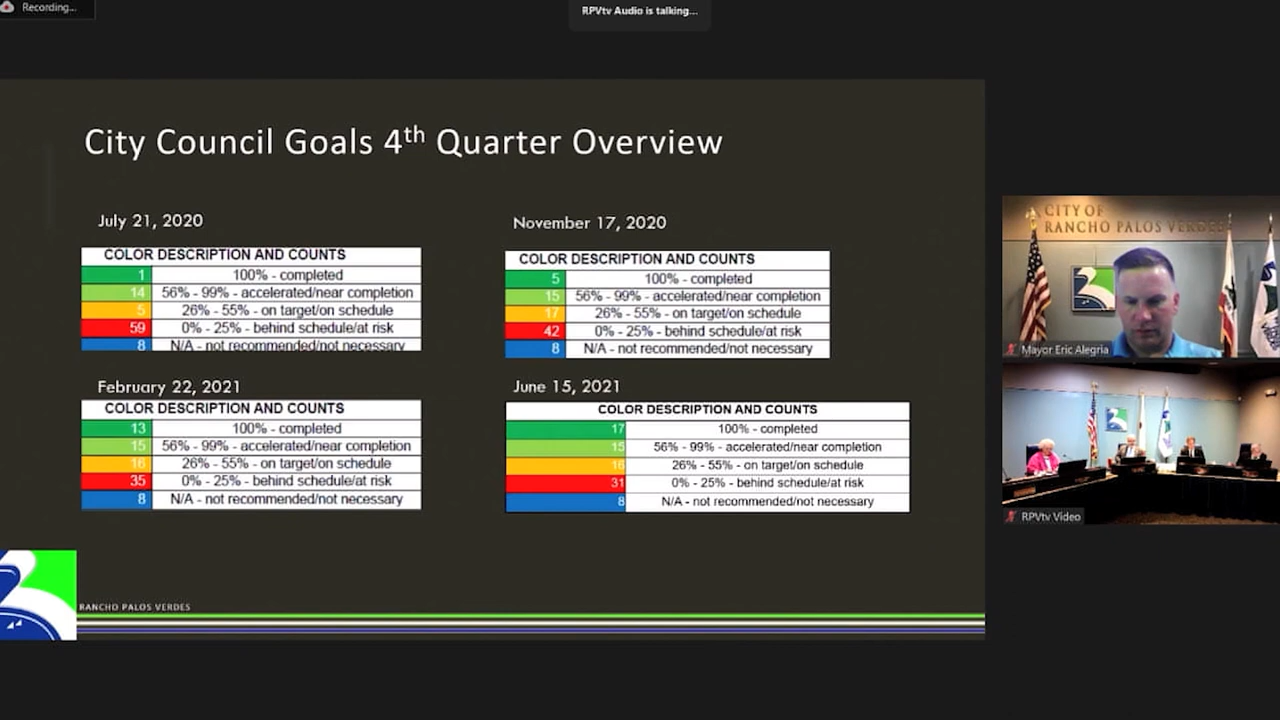 Recording...
RPVtv Audio is talking...
City Council Goals 4th Quarter Overview
July 21, 2020
COLOR DESCRIPTION AND COUNTS
1 100% - completed
14 56% - 99% - accelerated/near completion
5 26% - 55% - on target/on schedule
59 0% - 25% - behind schedule/at risk
8 N/A - not recommended/not necessary
November 17, 2020
COLOR DESCRIPTION AND COUNTS
5 100% - completed
15 56% - 99% - accelerated/near completion
17 26% - 55% - on target/on schedule
42 0% - 25% - behind schedule/at risk
8 N/A - not recommended/not necessary
February 22, 2021
COLOR DESCRIPTION AND COUNTS
13 100% - completed
15 56% - 99% - accelerated/near completion
16 26% - 55% - on target/on schedule
35 0% - 25% - behind schedule/at risk
8 N/A - not recommended/not necessary
June 15, 2021
COLOR DESCRIPTION AND COUNTS
17 100% - completed
15 56% - 99% - accelerated/near completion
16 26% - 55% - on target/on schedule
31 0% - 25% - behind schedule/at risk
8 N/A - not recommended/not necessary
RANCHO PALOS VERDES
CITY OF
RANCHO PALOS VERDES
Mayor Eric Alegria
RPVtv Video